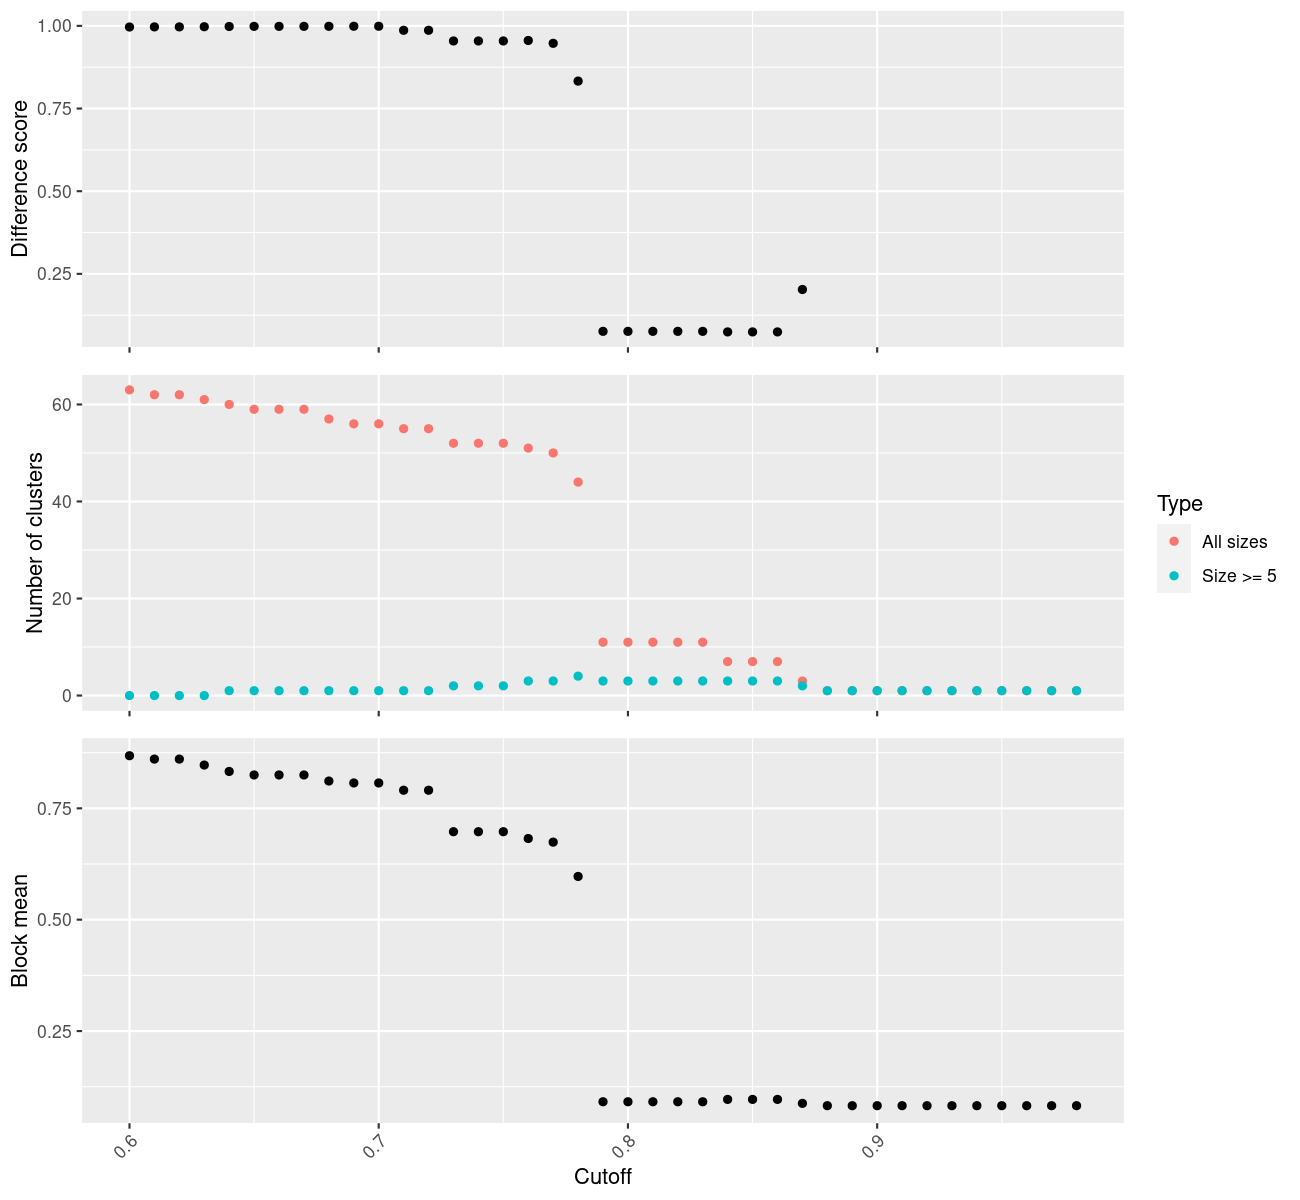 1.00
0.75
0.50
0.25
Difference score
60
40
20
0
Number of clusters
Type
All sizes
Size >= 5
0.75
0.50
0.25
Block mean
0.6
0.7
0.8
0.9
Cutoff